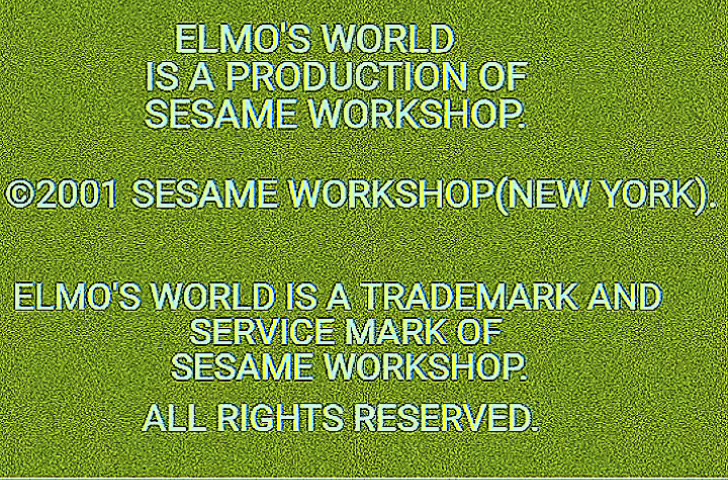 ELMO'S WORLD
IS A PRODUCTION OF
SESAME WORKSHOP.
©2001 SESAME WORKSHOP(NEW YORK).
ELMO'S WORLD IS A TRADEMARK AND
SERVICE MARK OF
SESAME WORKSHOP.
ALL RIGHTS RESERVED.